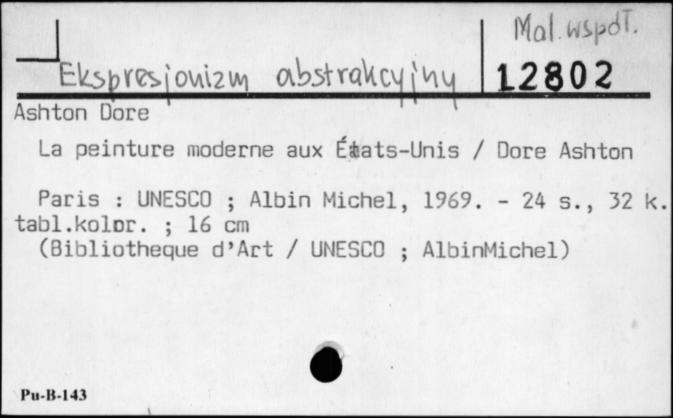 Mal. współ.
Ekspresjonizm abstrakcyjny
12802
Ashton Dore
La peinture moderne aux États-Unis / Dore Ashton
Paris : UNESCO ; Albin Michel, 1969. - 24 s., 32 k.
tabl.kolor. ; 16 cm
(Bibliotheque d'Art / UNESCO ; AlbinMichel)
Pu-B-143